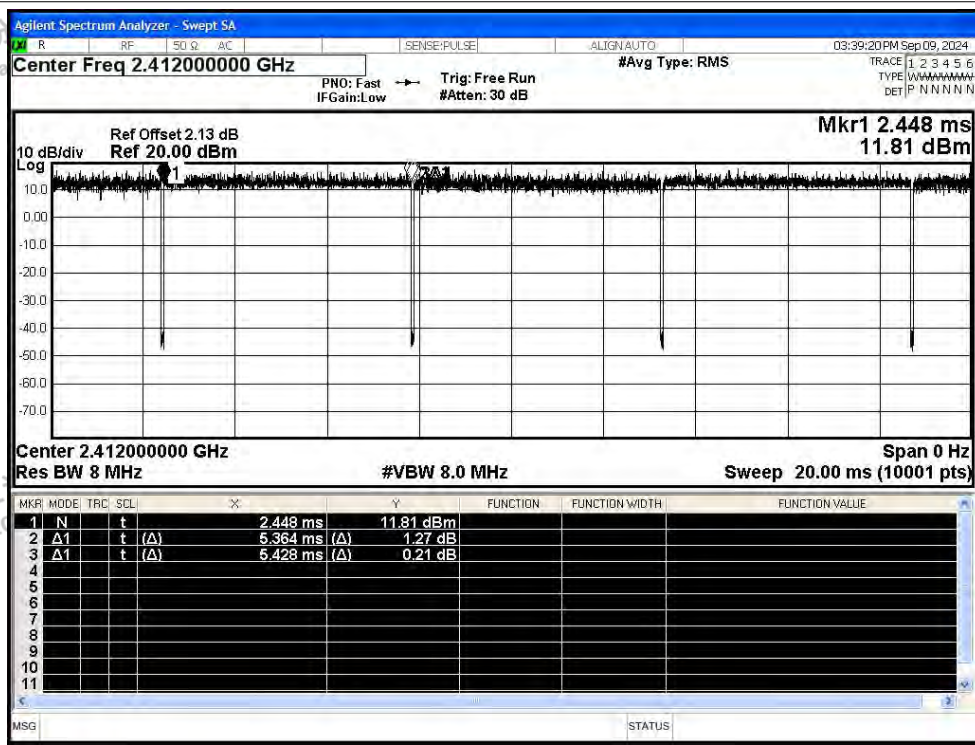 Agilent Spectrum Analyzer - Swept SA
R RF 50 Ω AC SENSE:PULSE ALIGN AUTO 03:39:20 PM Sep 09, 2024
Center Freq 2.412000000 GHz #Avg Type: RMS TRACE 1 2 3 4 5 6
PNO: Fast Trig: Free Run TYPE
IFGain:Low #Atten: 30 dB DET P N N N N N
Mkr1 2.448 ms
Ref Offset 2.13 dB
10 dB/div Ref 20.00 dBm 11.81 dBm
Log
1
10.0
0.00
-10.0
-20.0
-30.0
-40.0
-50.0
-60.0
-70.0
Center 2.412000000 GHz Span 0 Hz
Res BW 8 MHz #VBW 8.0 MHz Sweep 20.00 ms (10001 pts)
MKR MODE TRC SCL X Y FUNCTION FUNCTION WIDTH FUNCTION VALUE
1 N t 2.448 ms 11.81 dBm
2 Δ1 t (Δ) 5.364 ms (Δ) 1.27 dB
3 Δ1 t (Δ) 5.428 ms (Δ) 0.21 dB
4
5
6
7
8
9
10
11
MSG STATUS